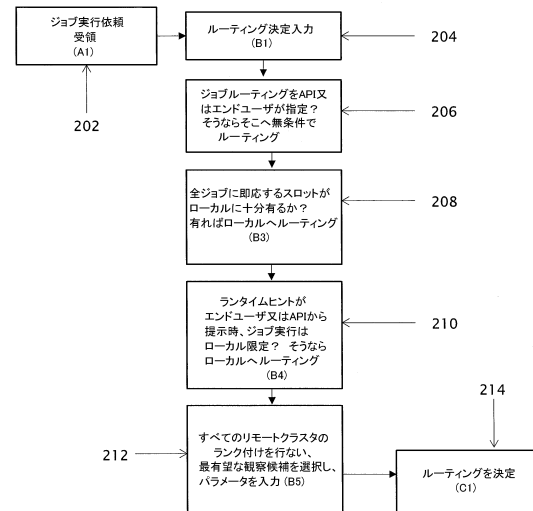 ジョブ実行依頼
受領
(A1)
202
ルーティング決定入力
(B1)
204
ジョブルーティングをAPI又
はエンドユーザが指定?
そうならそこへ無条件で
ルーティング
206
全ジョブに即応するスロットが
ローカルに十分有るか?
有ればローカルへルーティング
(B3)
208
ランタイムヒントが
エンドユーザ又はAPIから
提示時、ジョブ実行は
ローカル限定? そうなら
ローカルへルーティング
(B4)
210
すべてのリモートクラスタの
ランク付けを行ない、
最有望な観察候補を選択し、
パラメータを入力 (B5)
212
214
ルーティングを決定
(C1)